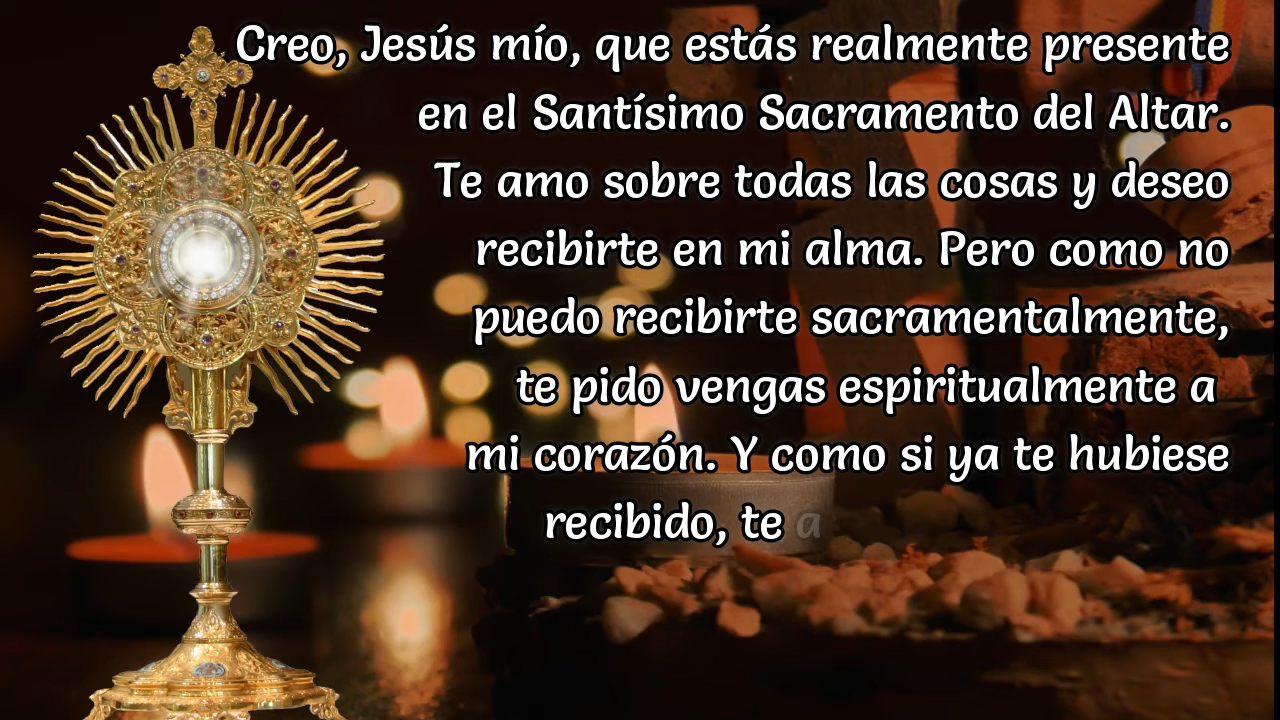 Creo, Jesús mío, que estás realmente presente
en el Santísimo Sacramento del Altar.
Te amo sobre todas las cosas y deseo
recibirte en mi alma. Pero como no
puedo recibirte sacramentalmente,
te pido vengas espiritualmente a
mi corazón. Y como si ya te hubiese
recibido, te a